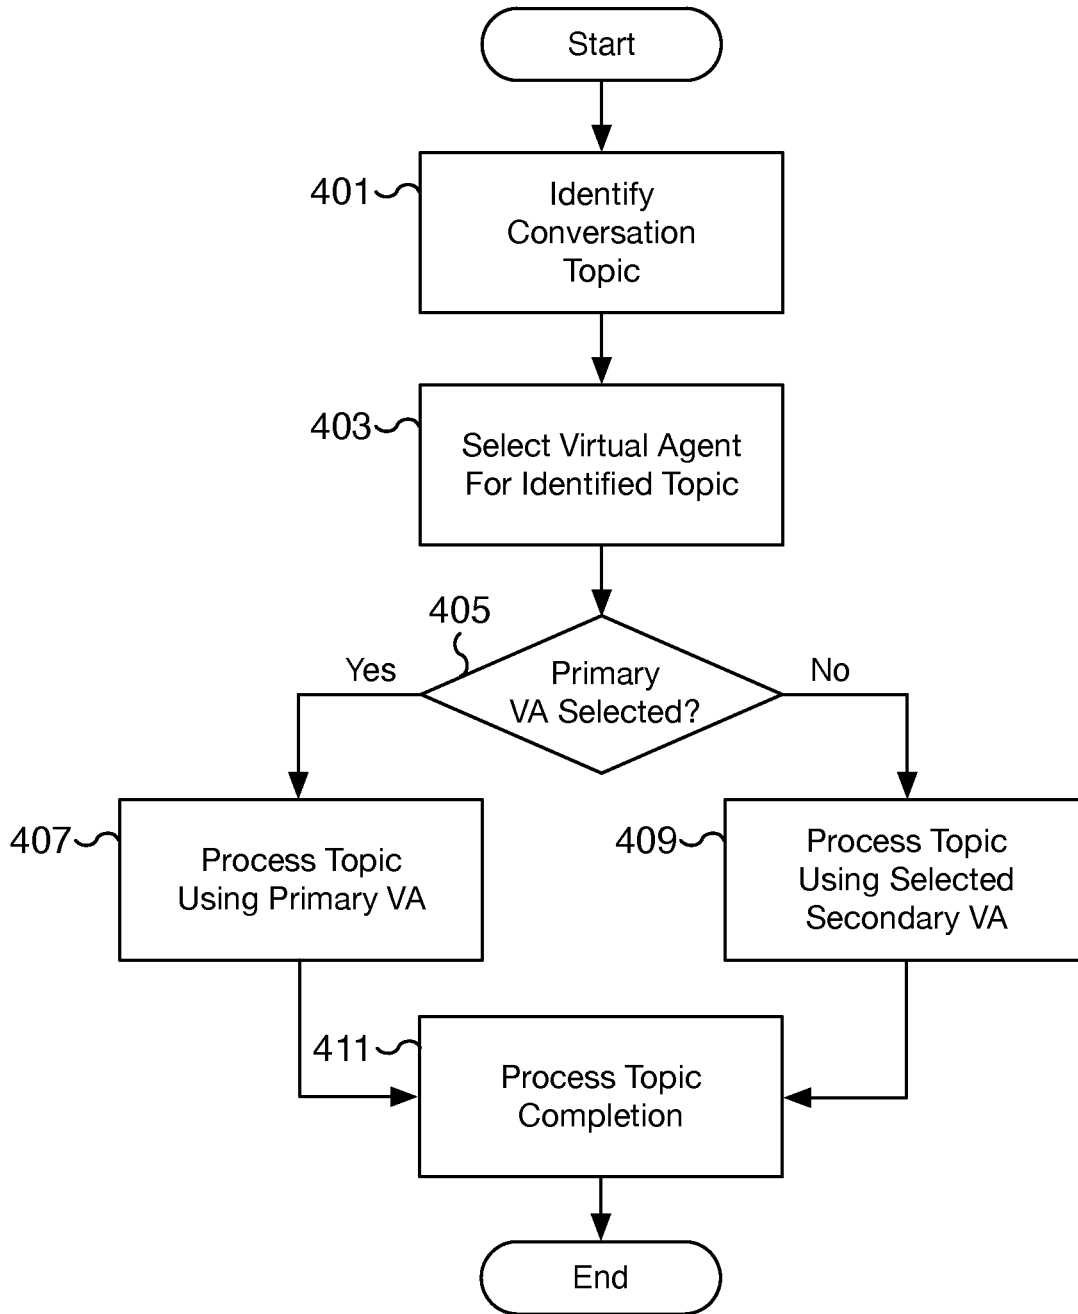 Start
401
Identify
Conversation
Topic
403
Select Virtual Agent
For Identified Topic
405
Yes
Primary
VA Selected?
No
407
Process Topic
Using Primary VA
409
Process Topic
Using Selected
Secondary VA
411
Process Topic
Completion
End